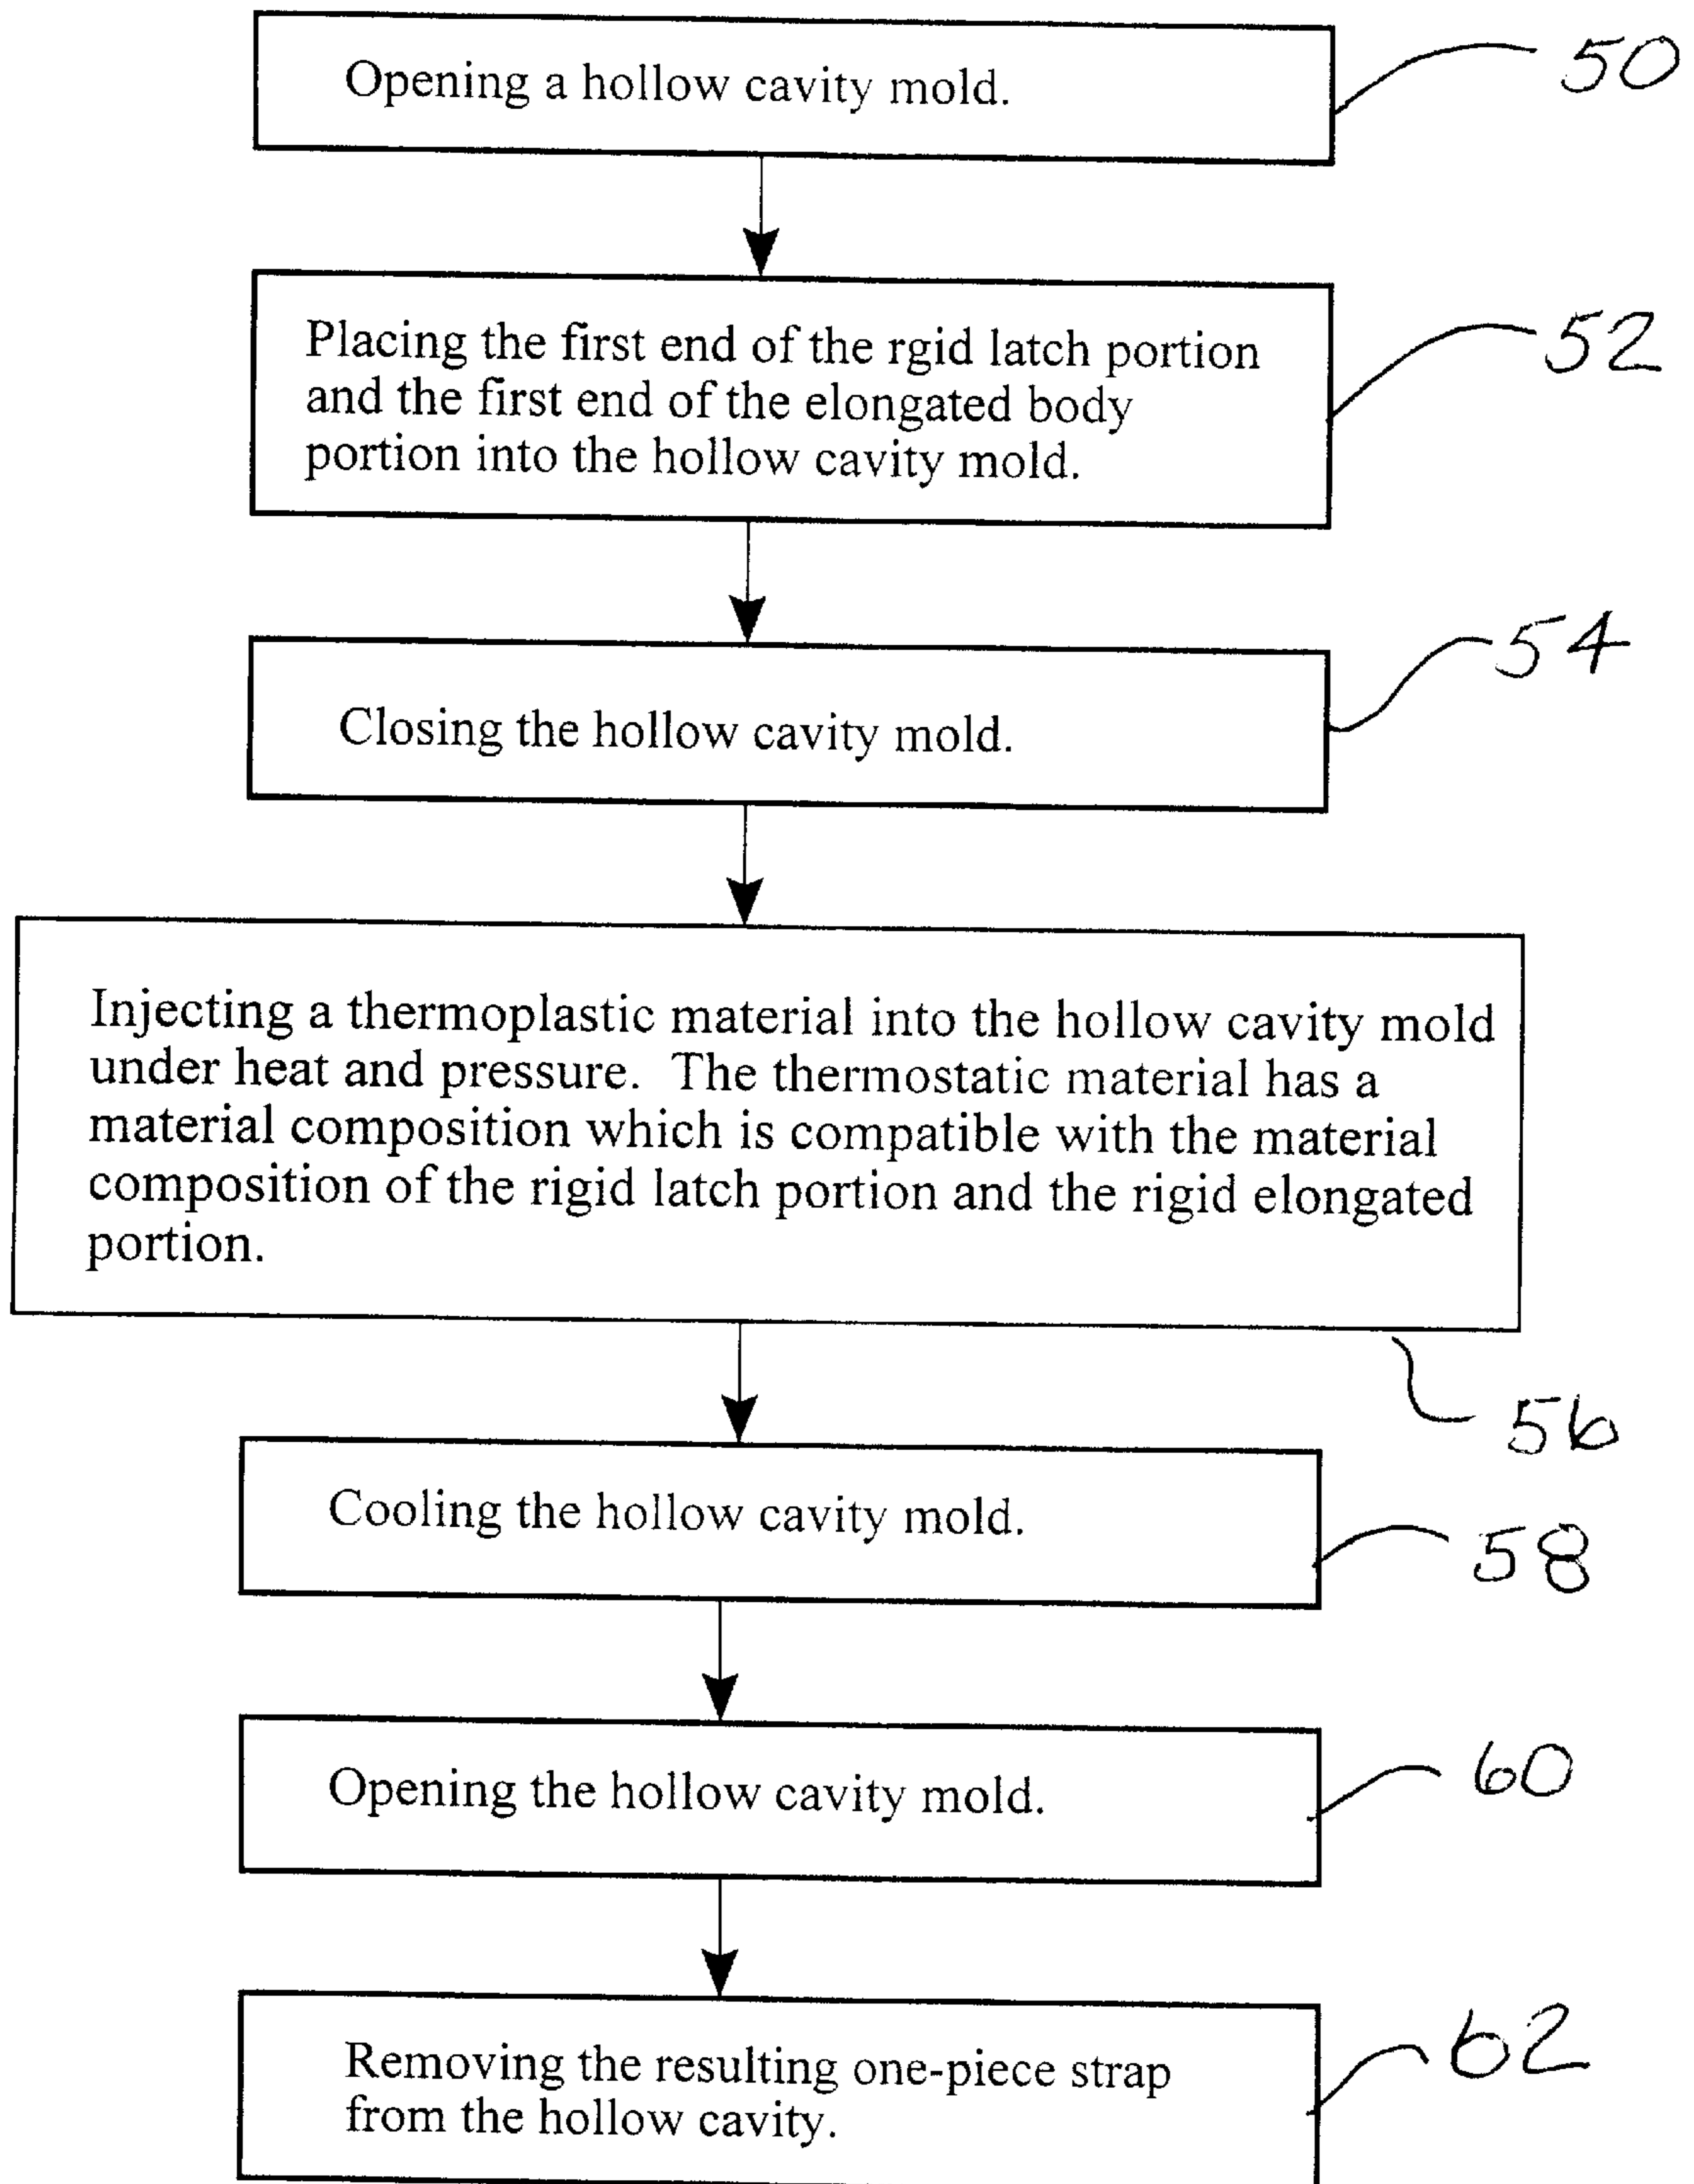 Opening a hollow cavity mold.
50
Placing the first end of the rgid latch portion
and the first end of the elongated body
portion into the hollow cavity mold.
52
Closing the hollow cavity mold.
54
Injecting a thermoplastic material into the hollow cavity mold
under heat and pressure. The thermostatic material has a
material composition which is compatible with the material
composition of the rigid latch portion and the rigid elongated
portion.
56
Cooling the hollow cavity mold.
58
Opening the hollow cavity mold.
60
Removing the resulting one-piece strap
from the hollow cavity.
62